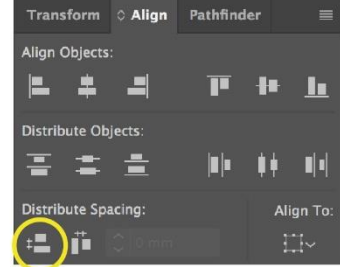 Transform Align Pathfinder
Align Objects:
Distribute Objects:
Distribute Spacing: Align To:
0 mm